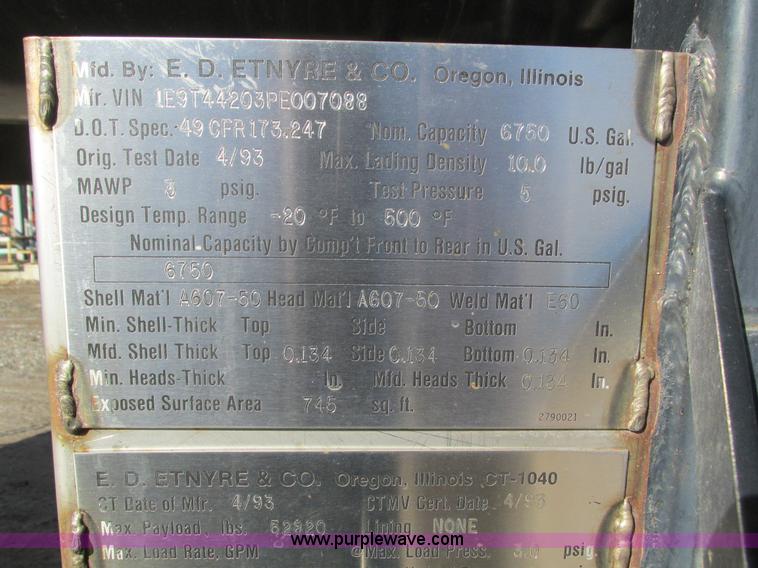 Mfd. By: E. D. ETNYRE & CO. Oregon, Illinois
Mfr. VIN 1E9T44203PE007088
D.O.T. Spec. 49 CFR173.247 Nom. Capacity 6750 U.S. Gal.
Orig. Test Date 4/93 Max. Lading Density 10.0 lb/gal
MAWP 3 psig. Test Pressure 5 psig.
Design Temp. Range -20 °F to 500 °F
Nominal Capacity by Comp't Front to Rear in U.S. Gal.
6750
Shell Mat'l A607-50 Head Mat'l A607-50 Weld Mat'l E60
Min. Shell-Thick Top Side Bottom In.
Mfd. Shell Thick Top 0.134 Side 0.134 Bottom 0.134 In.
Min. Heads-Thick In. Mfd. Heads Thick 0.134 In.
Exposed Surface Area 745 sq. ft.
2790021
E. D. ETNYRE & CO. Oregon, Illinois CT-1040
CT Date of Mfr. 4/93 CTMV Cert. Date 4/93
Max. Payload, lbs. Lining NONE
www.purplewave.com
Max. Load Rate, GPM @Max. Load Press. 3.0 psig.